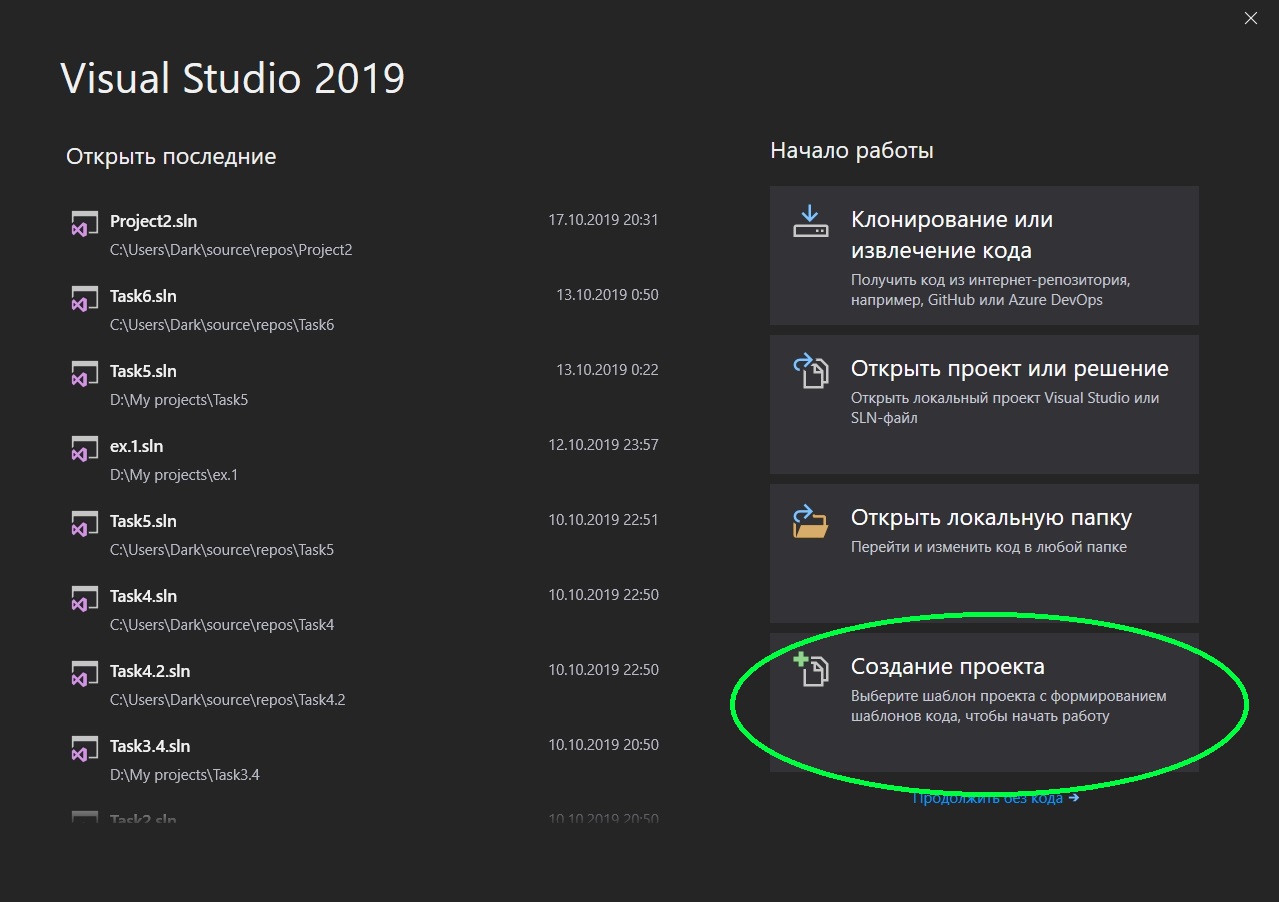 Visual Studio 2019
Открыть последние
Project2.sln 17.10.2019 20:31
C:\Users\Dark\source\repos\Project2
Task6.sln 13.10.2019 0:50
C:\Users\Dark\source\repos\Task6
Task5.sln 13.10.2019 0:22
D:\My projects\Task5
ex.1.sln 12.10.2019 23:57
D:\My projects\ex.1
Task5.sln 10.10.2019 22:51
C:\Users\Dark\source\repos\Task5
Task4.sln 10.10.2019 22:50
C:\Users\Dark\source\repos\Task4
Task4.2.sln 10.10.2019 22:50
C:\Users\Dark\source\repos\Task4.2
Task3.4.sln 10.10.2019 20:50
D:\My projects\Task3.4
Task2.sln 10.10.2019 20:50
Начало работы
Клонирование или
извлечение кода
Получить код из интернет-репозитория,
например, GitHub или Azure DevOps
Открыть проект или решение
Открыть локальный проект Visual Studio или
SLN-файл
Открыть локальную папку
Перейти и изменить код в любой папке
Создание проекта
Выберите шаблон проекта с формированием
шаблонов кода, чтобы начать работу
Продолжить без кода →